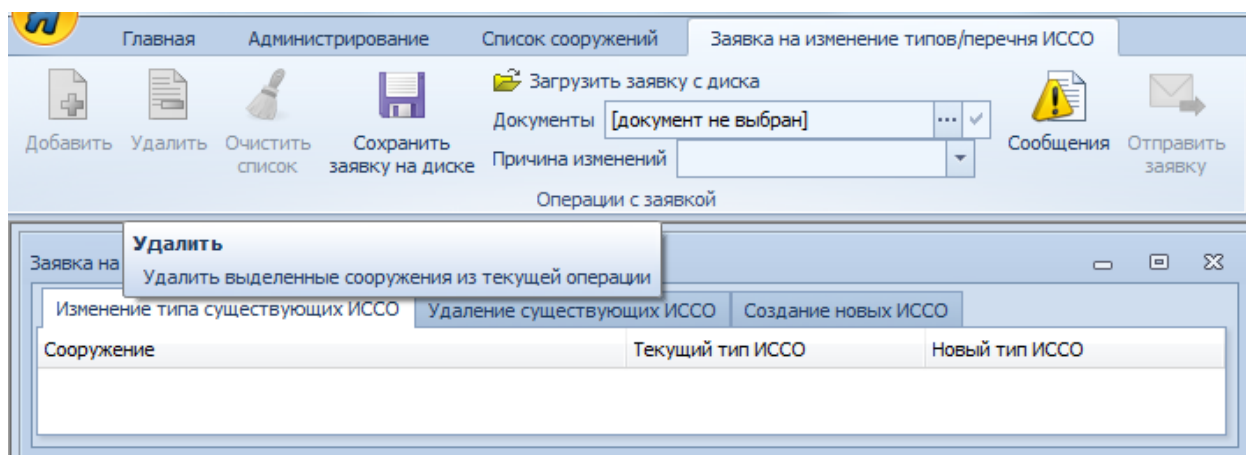 Главная Администрирование Список сооружений Заявка на изменение типов/перечня ИССО
Загрузить заявку с диска
Документы [документ не выбран] ...
Причина изменений
Добавить Удалить Очистить список Сохранить заявку на диске Сообщения Отправить заявку
Операции с заявкой
Удалить
Удалить выделенные сооружения из текущей операции
Заявка на
Изменение типа существующих ИССО Удаление существующих ИССО Создание новых ИССО
Сооружение Текущий тип ИССО Новый тип ИССО